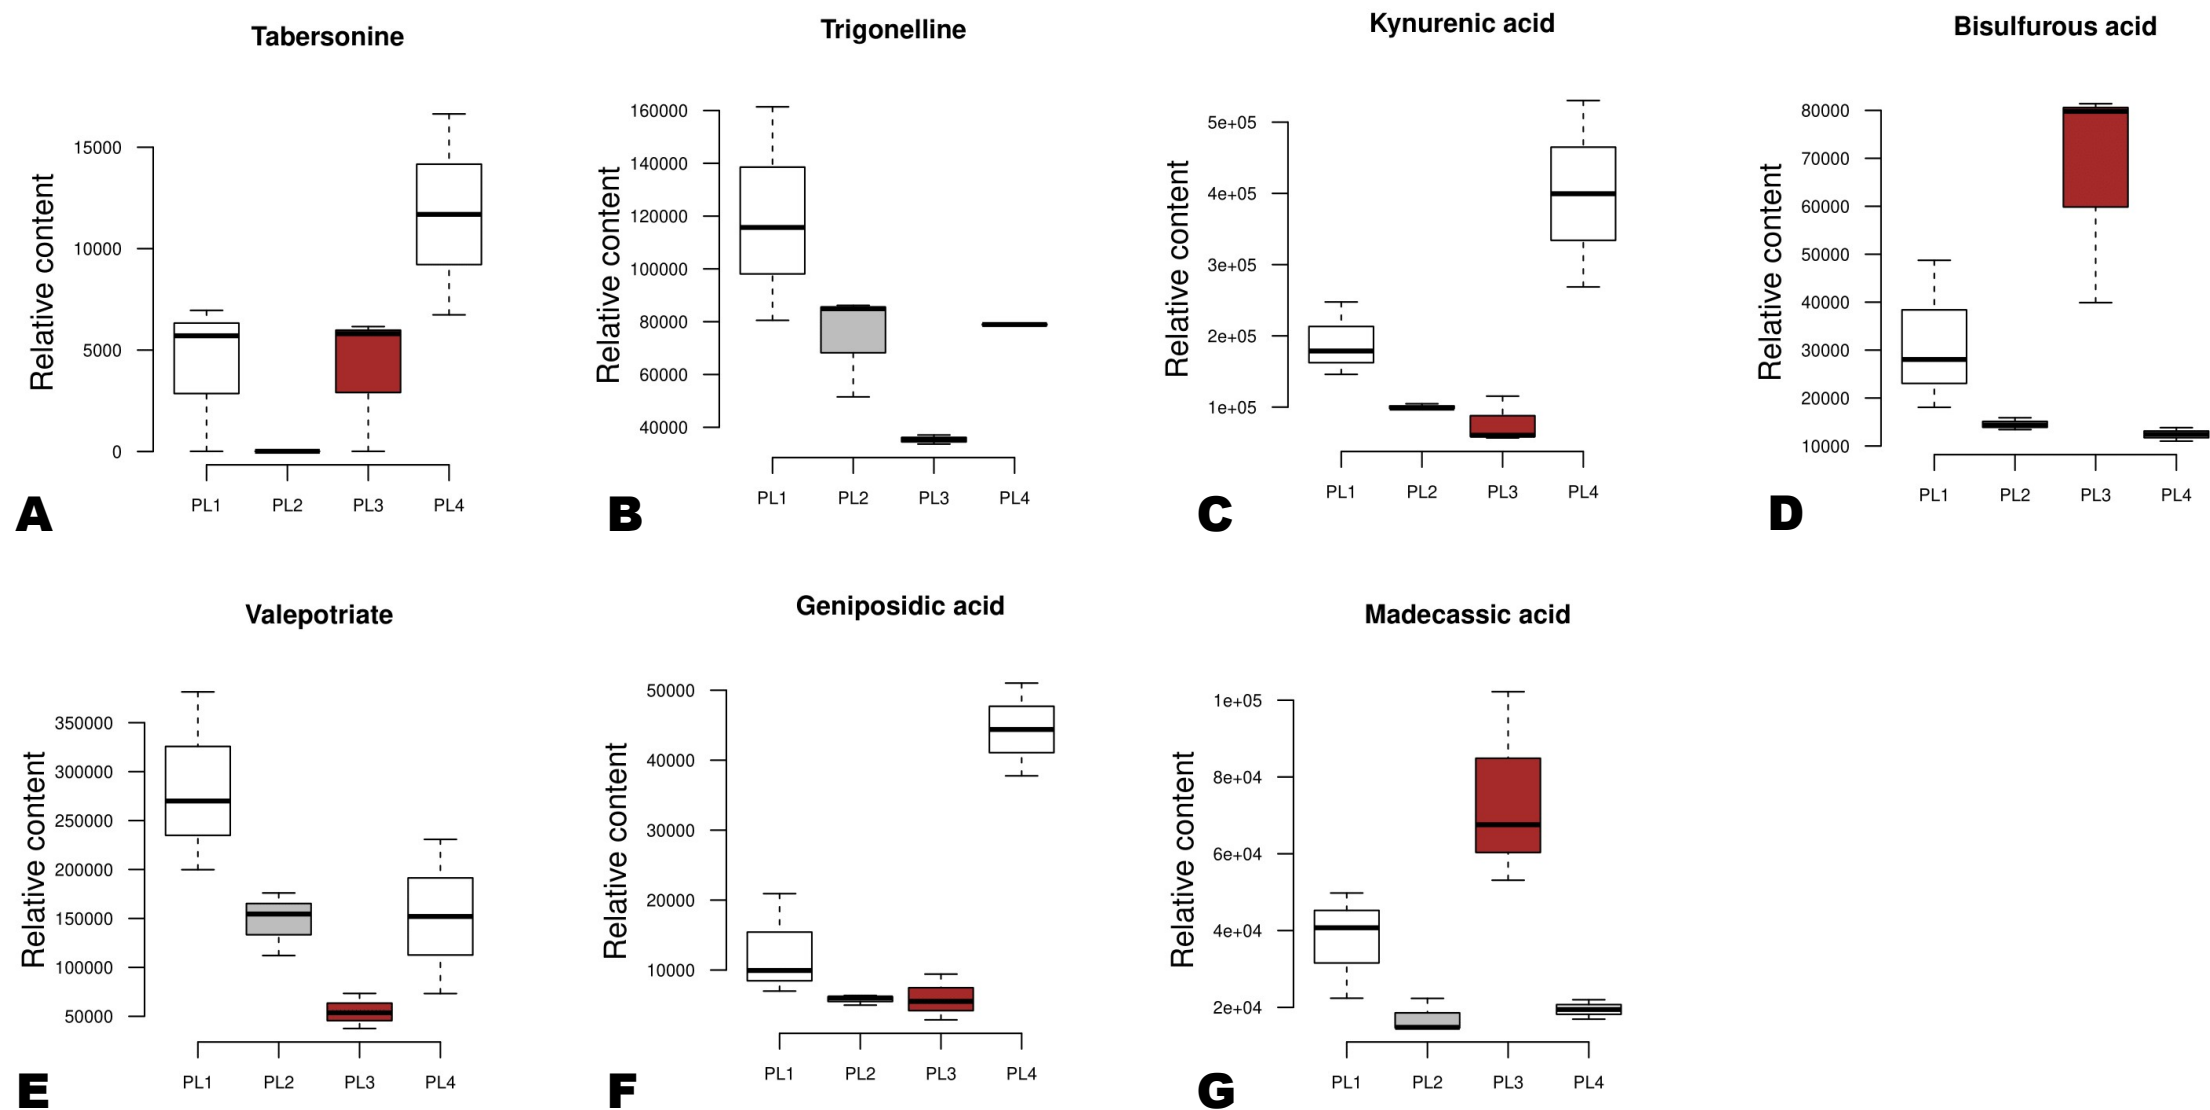 Tabersonine
Relative content
15000
10000
5000
0
PL1 PL2 PL3 PL4
A
Trigonelline
Relative content
160000
140000
120000
100000
80000
60000
40000
PL1 PL2 PL3 PL4
B
Kynurenic acid
Relative content
5e+05
4e+05
3e+05
2e+05
1e+05
PL1 PL2 PL3 PL4
C
Bisulfurous acid
Relative content
80000
70000
60000
50000
40000
30000
20000
10000
PL1 PL2 PL3 PL4
D
Valepotriate
Relative content
350000
300000
250000
200000
150000
100000
50000
PL1 PL2 PL3 PL4
E
Geniposidic acid
Relative content
50000
40000
30000
20000
10000
PL1 PL2 PL3 PL4
F
Madecassic acid
Relative content
1e+05
8e+04
6e+04
4e+04
2e+04
PL1 PL2 PL3 PL4
G